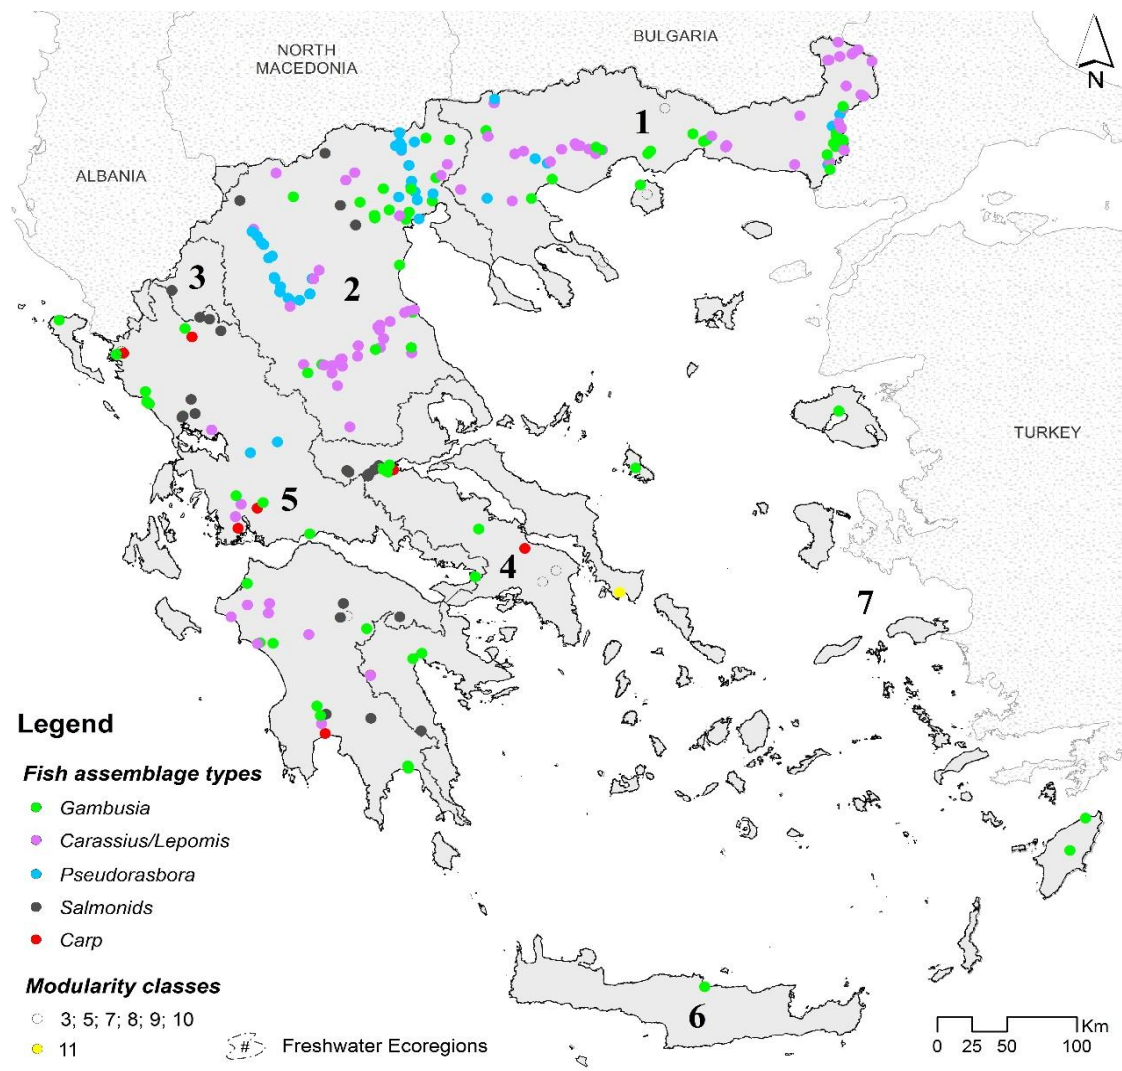 BULGARIA
NORTH
MACEDONIA
N
1
ALBANIA
3
2
TURKEY
5
4
7
Legend
Fish assemblage types
Gambusia
Carassius/Lepomis
Pseudorasbora
Salmonids
Carp
Modularity classes
3; 5; 7; 8; 9; 10
11
# Freshwater Ecoregions
6
Km
0 25 50 100